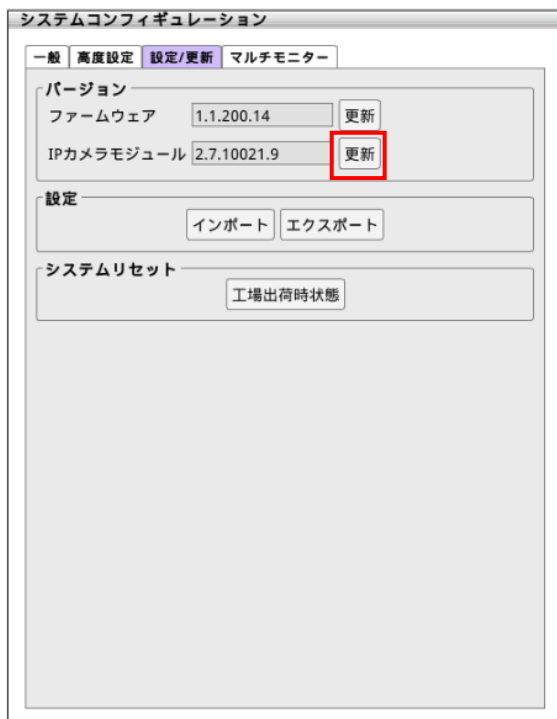 システムコンフィギュレーション
一般 高度設定 設定/更新 マルチモニター
バージョン
ファームウェア 1.1.200.14 更新
IPカメラモジュール 2.7.10021.9 更新
設定
インポート エクスポート
システムリセット
工場出荷時状態